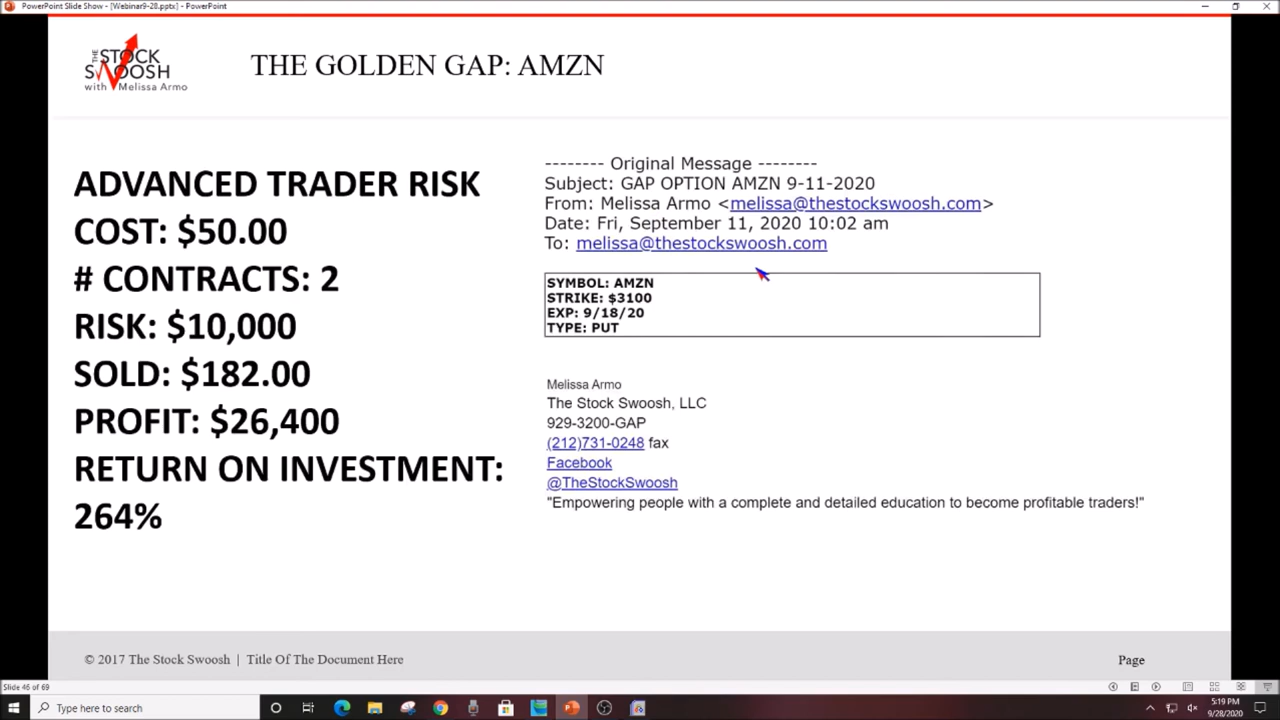 PowerPoint Slide Show - [Webinar9-28.pptx] - PowerPoint
THE STOCK
SWOOSH
with Melissa Armo
THE GOLDEN GAP: AMZN
ADVANCED TRADER RISK
COST: $50.00
# CONTRACTS: 2
RISK: $10,000
SOLD: $182.00
PROFIT: $26,400
RETURN ON INVESTMENT:
264%
-------- Original Message --------
Subject: GAP OPTION AMZN 9-11-2020
From: Melissa Armo <melissa@thestockswoosh.com>
Date: Fri, September 11, 2020 10:02 am
To: melissa@thestockswoosh.com
SYMBOL: AMZN
STRIKE: $3100
EXP: 9/18/20
TYPE: PUT
Melissa Armo
The Stock Swoosh, LLC
929-3200-GAP
(212)731-0248 fax
Facebook
@TheStockSwoosh
"Empowering people with a complete and detailed education to become profitable traders!"
© 2017 The Stock Swoosh | Title Of The Document Here
Page
Slide 46 of 69
Type here to search
5:19 PM
9/28/2020